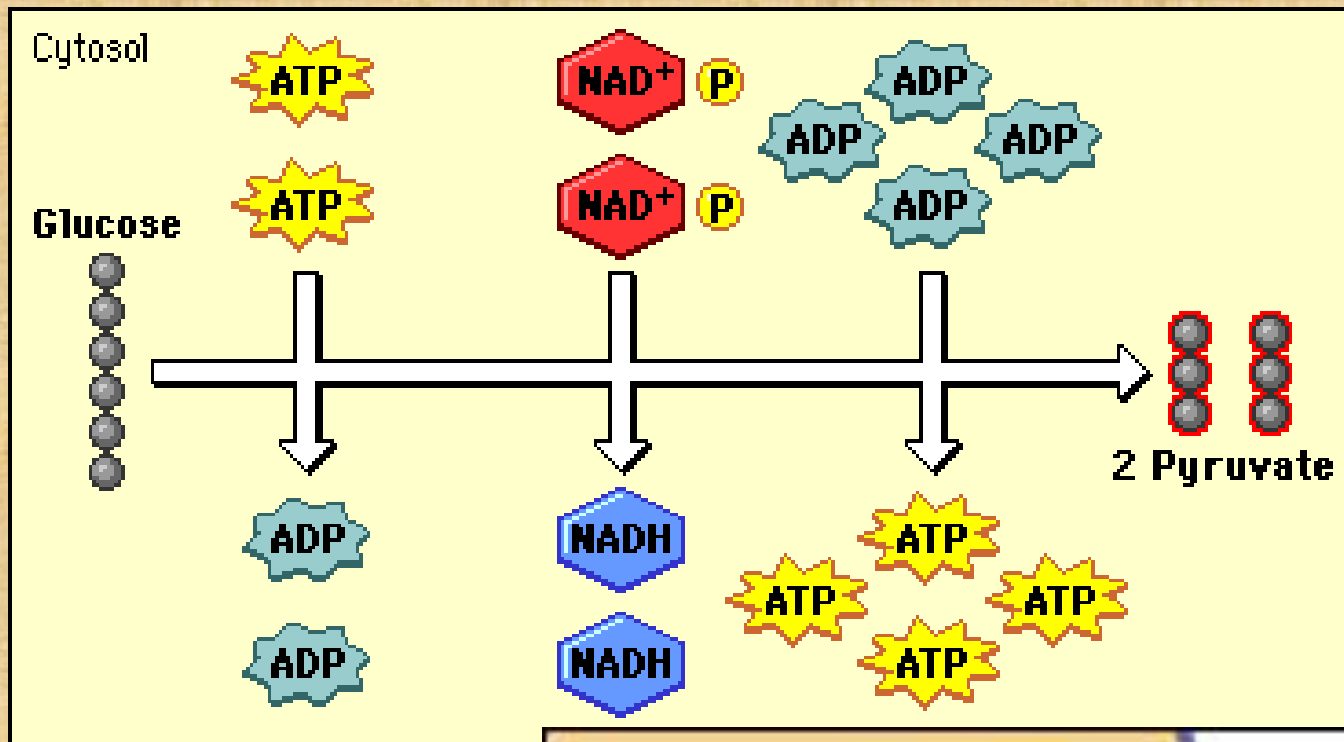 Cytosol
ATP
NAD+ P
ADP
ADP
ADP
ATP
NAD+ P
ADP
Glucose
2 Pyruvate
ADP
NADH
ATP
ATP
ATP
ADP
NADH
ATP